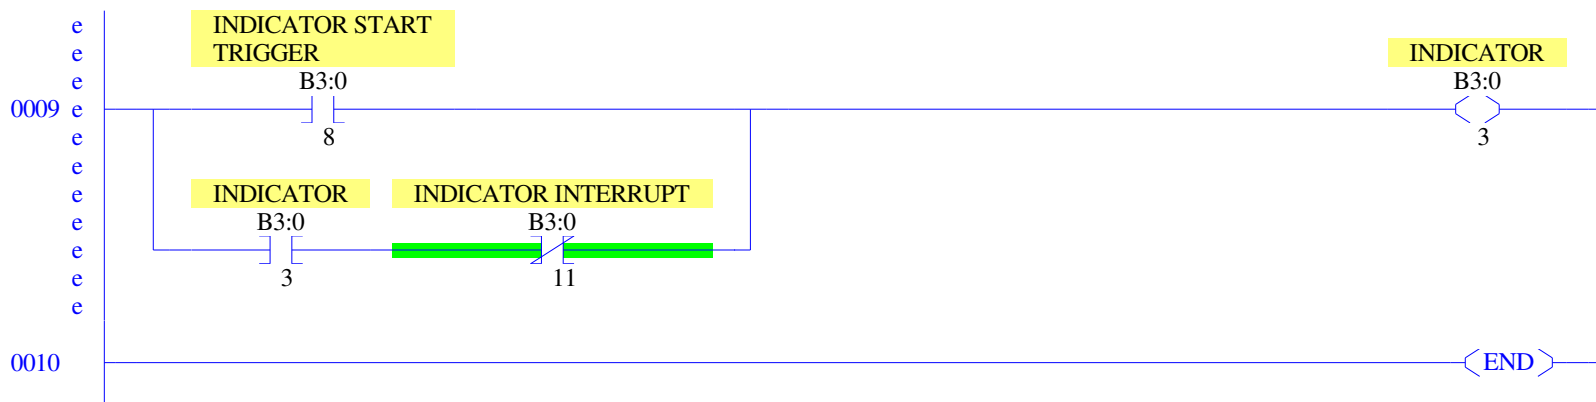 e
INDICATOR START
e
TRIGGER
INDICATOR
e
B3:0
B3:0
0009 e
e
8
3
e
e
INDICATOR
INDICATOR INTERRUPT
e
B3:0
B3:0
e
e
3
11
e
0010
END